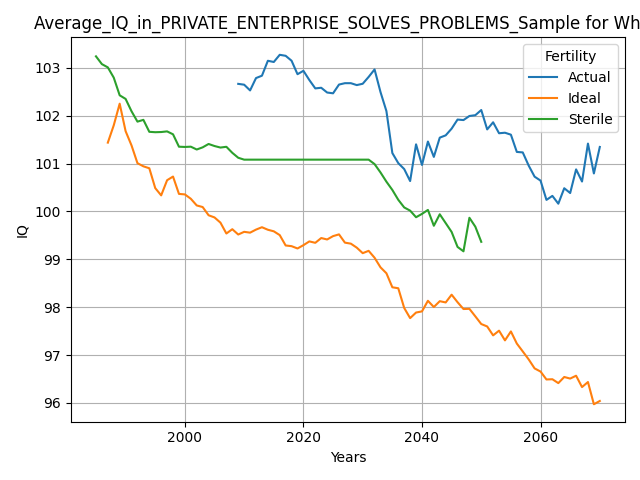 Average_IQ_in_PRIVATE_ENTERPRISE_SOLVES_PROBLEMS_Sample for Wh
Fertility
Actual
Ideal
Sterile
IQ
103
102
101
100
99
98
97
96
2000 2020 2040 2060
Years